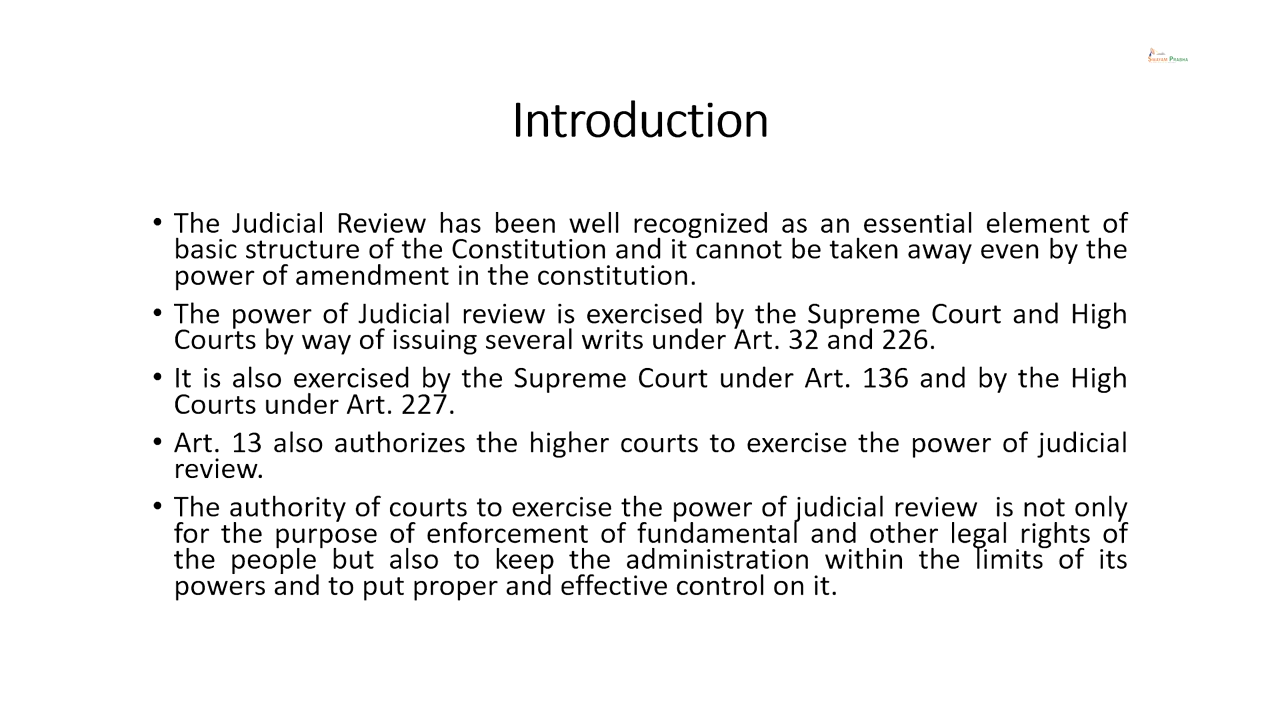 Swayam Prabha
Introduction
• The Judicial Review has been well recognized as an essential element of
basic structure of the Constitution and it cannot be taken away even by the
power of amendment in the constitution.
• The power of Judicial review is exercised by the Supreme Court and High
Courts by way of issuing several writs under Art. 32 and 226.
• It is also exercised by the Supreme Court under Art. 136 and by the High
Courts under Art. 227.
• Art. 13 also authorizes the higher courts to exercise the power of judicial
review.
• The authority of courts to exercise the power of judicial review  is not only
for the purpose of enforcement of fundamental and other legal rights of
the people but also to keep the administration within the limits of its
powers and to put proper and effective control on it.